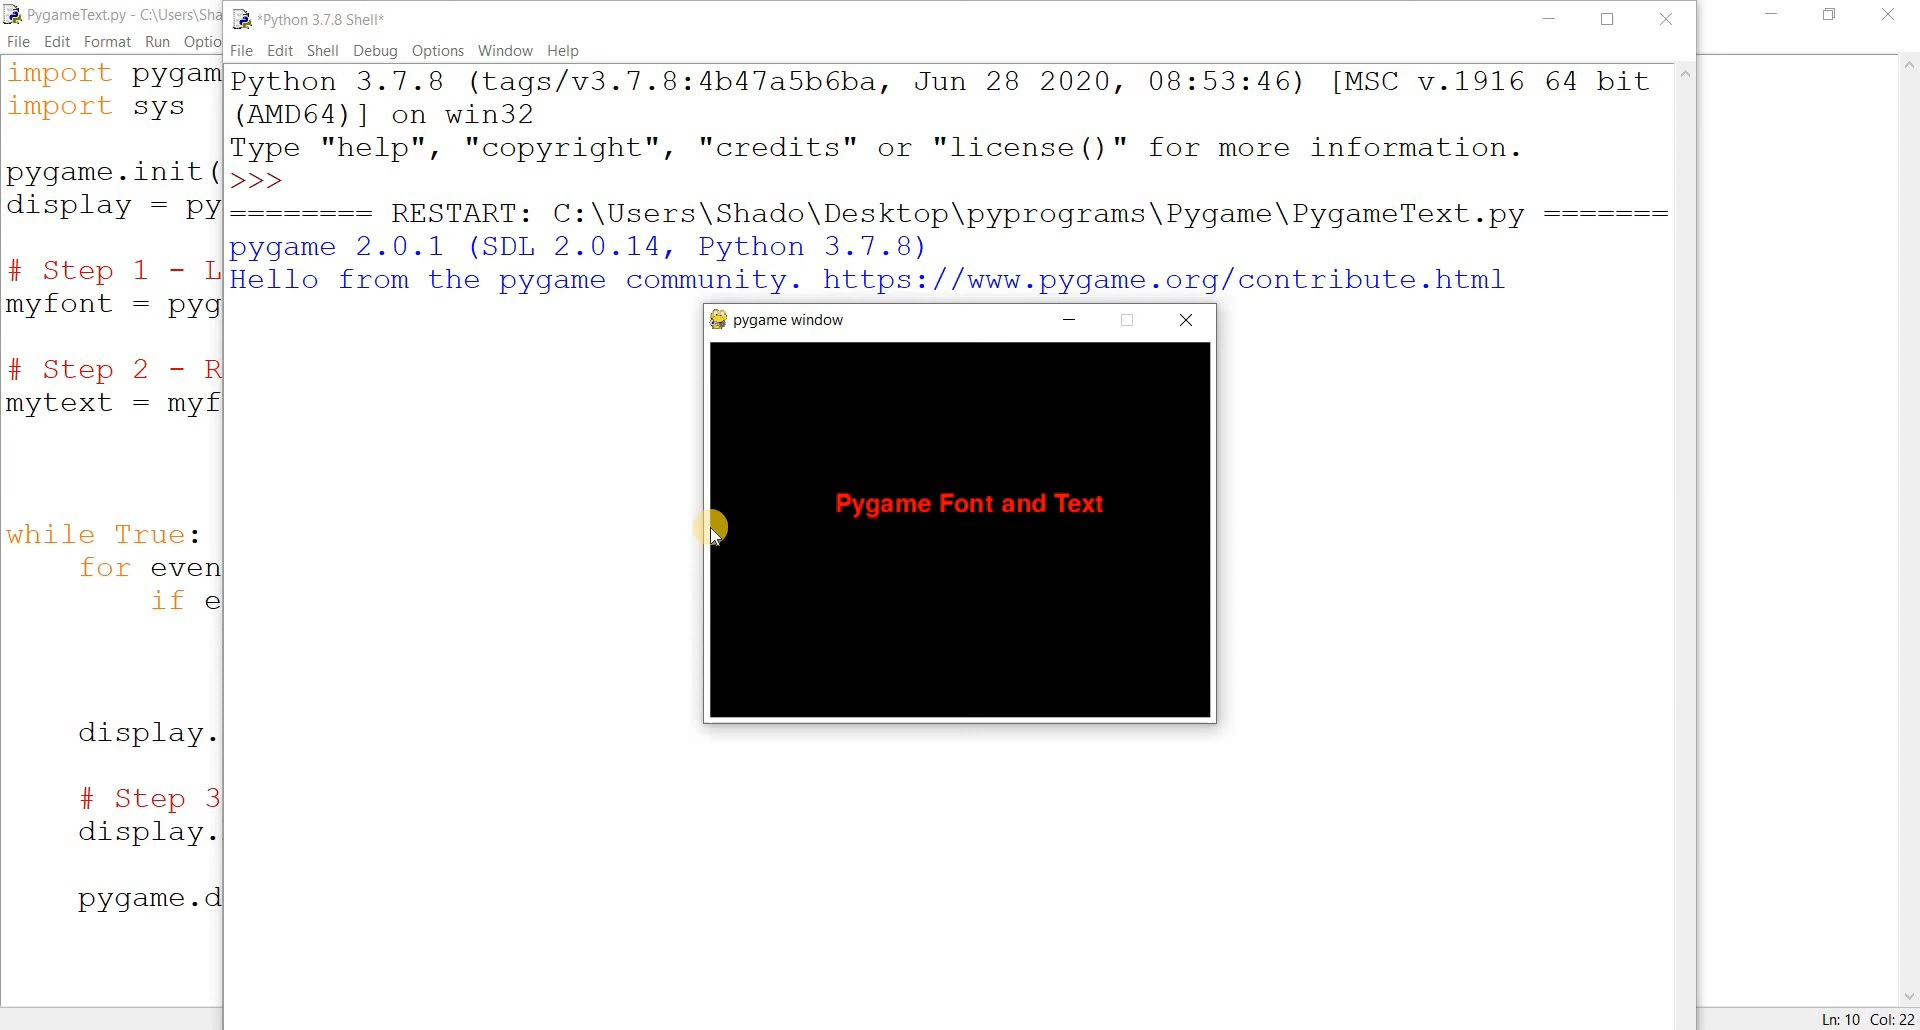 PygameText.py - C:\Users\Sha
File Edit Format Run Optio
import pygam
import sys
pygame.init(
display = py
# Step 1 - L
myfont = pyg
# Step 2 - R
mytext = myf
while True:
for even
if e
display.
# Step 3
display.
pygame.d
*Python 3.7.8 Shell*
File Edit Shell Debug Options Window Help
Python 3.7.8 (tags/v3.7.8:4b47a5b6ba, Jun 28 2020, 08:53:46) [MSC v.1916 64 bit
(AMD64)] on win32
Type "help", "copyright", "credits" or "license()" for more information.
>>>
======== RESTART: C:\Users\Shado\Desktop\pyprograms\Pygame\PygameText.py =======
pygame 2.0.1 (SDL 2.0.14, Python 3.7.8)
Hello from the pygame community. https://www.pygame.org/contribute.html
pygame window
Pygame Font and Text
Ln: 10 Col: 22